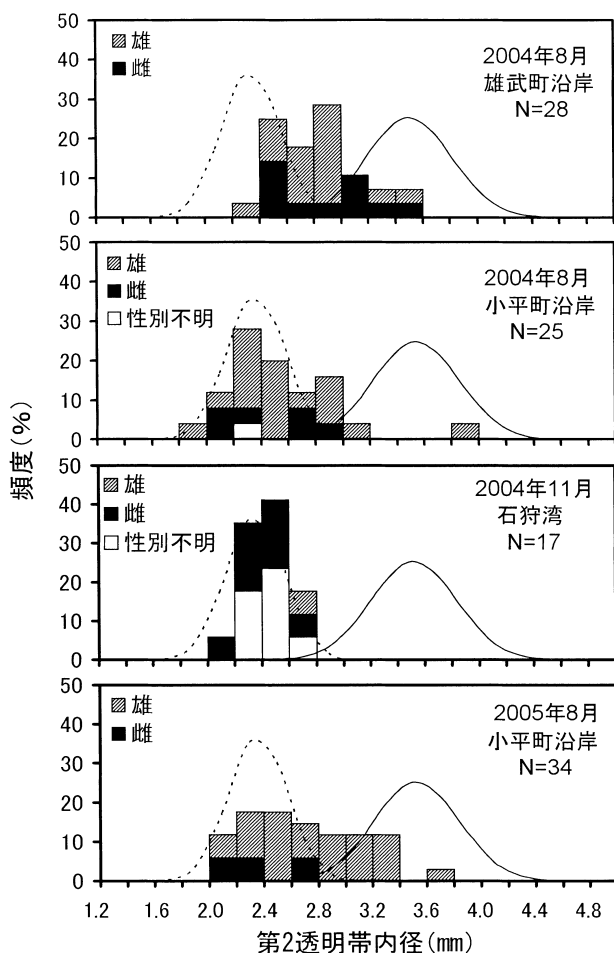 50
40
30
20
10
0
雄
雌
2004年8月
雄武町沿岸
N=28
50
40
30
20
10
0
雄
雌
性別不明
2004年8月
小平町沿岸
N=25
50
40
30
20
10
0
雄
雌
性別不明
2004年11月
石狩湾
N=17
50
40
30
20
10
0
雄
雌
2005年8月
小平町沿岸
N=34
頻度(%)
1.2 1.6 2.0 2.4 2.8 3.2 3.6 4.0 4.4 4.8
第2透明帯内径(mm)